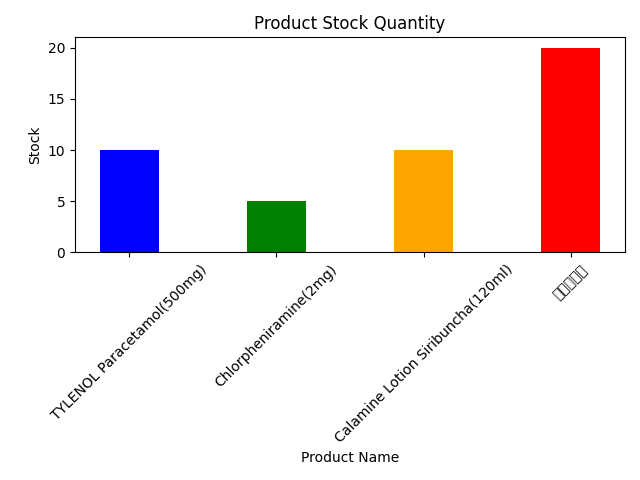 Product Stock Quantity
Stock
20
15
10
5
0
TYLENOL Paracetamol(500mg)
Chlorpheniramine(2mg)
Calamine Lotion Siribuncha(120ml)
Product Name